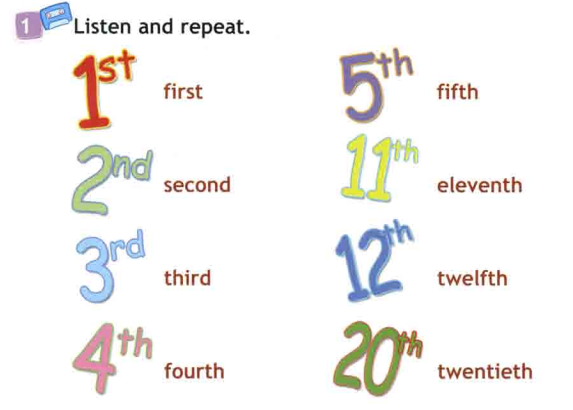 1 Listen and repeat.
1st first
2nd second
3rd third
4th fourth
5th fifth
11th eleventh
12th twelfth
20th twentieth